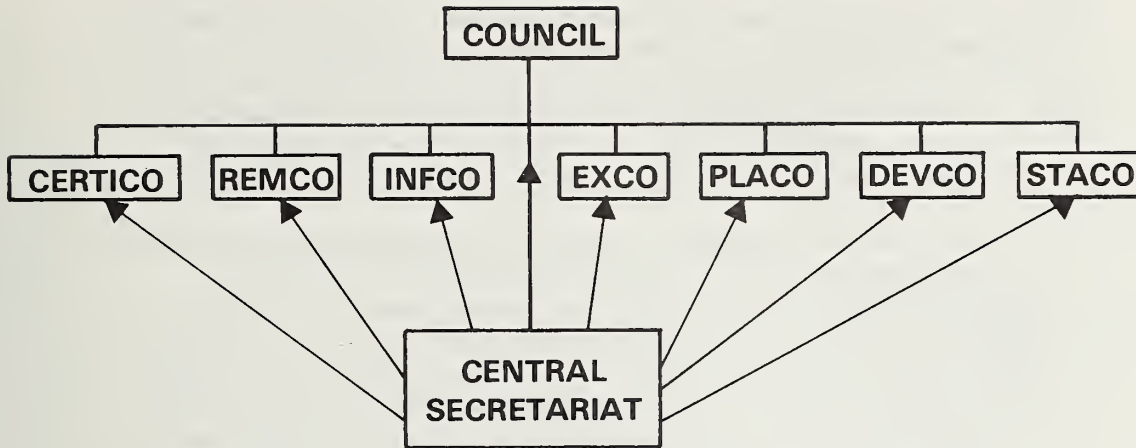 COUNCIL
CERTICO REMCO INFCO EXCO PLACO DEVCO STACO
CENTRAL
SECRETARIAT